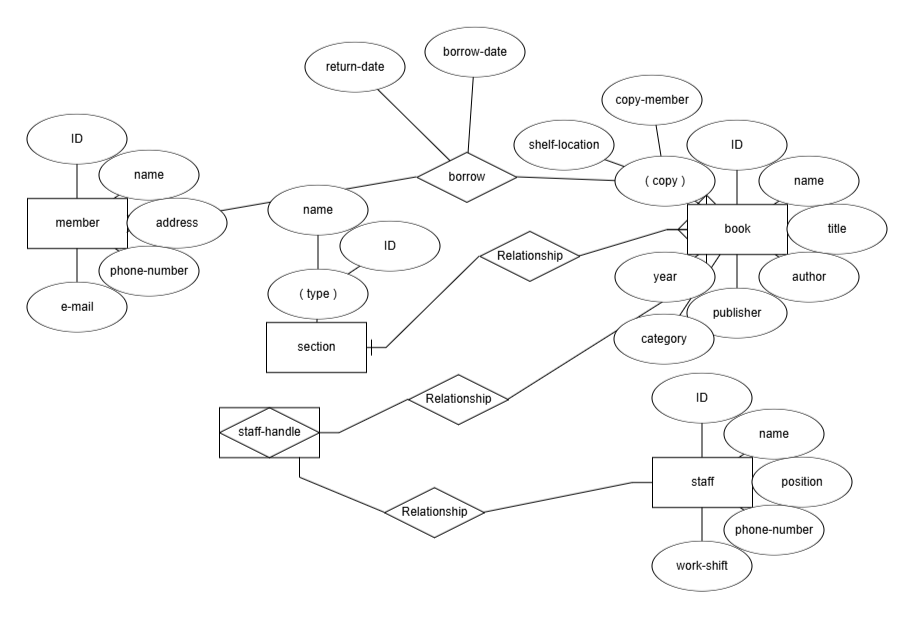 borrow-date
return-date
copy-member
ID
shelf-location
ID
name
borrow
( copy )
name
name
member
address
book
title
ID
Relationship
phone-number
year
author
( type )
e-mail
publisher
category
section
Relationship
ID
staff-handle
name
staff
position
Relationship
phone-number
work-shift